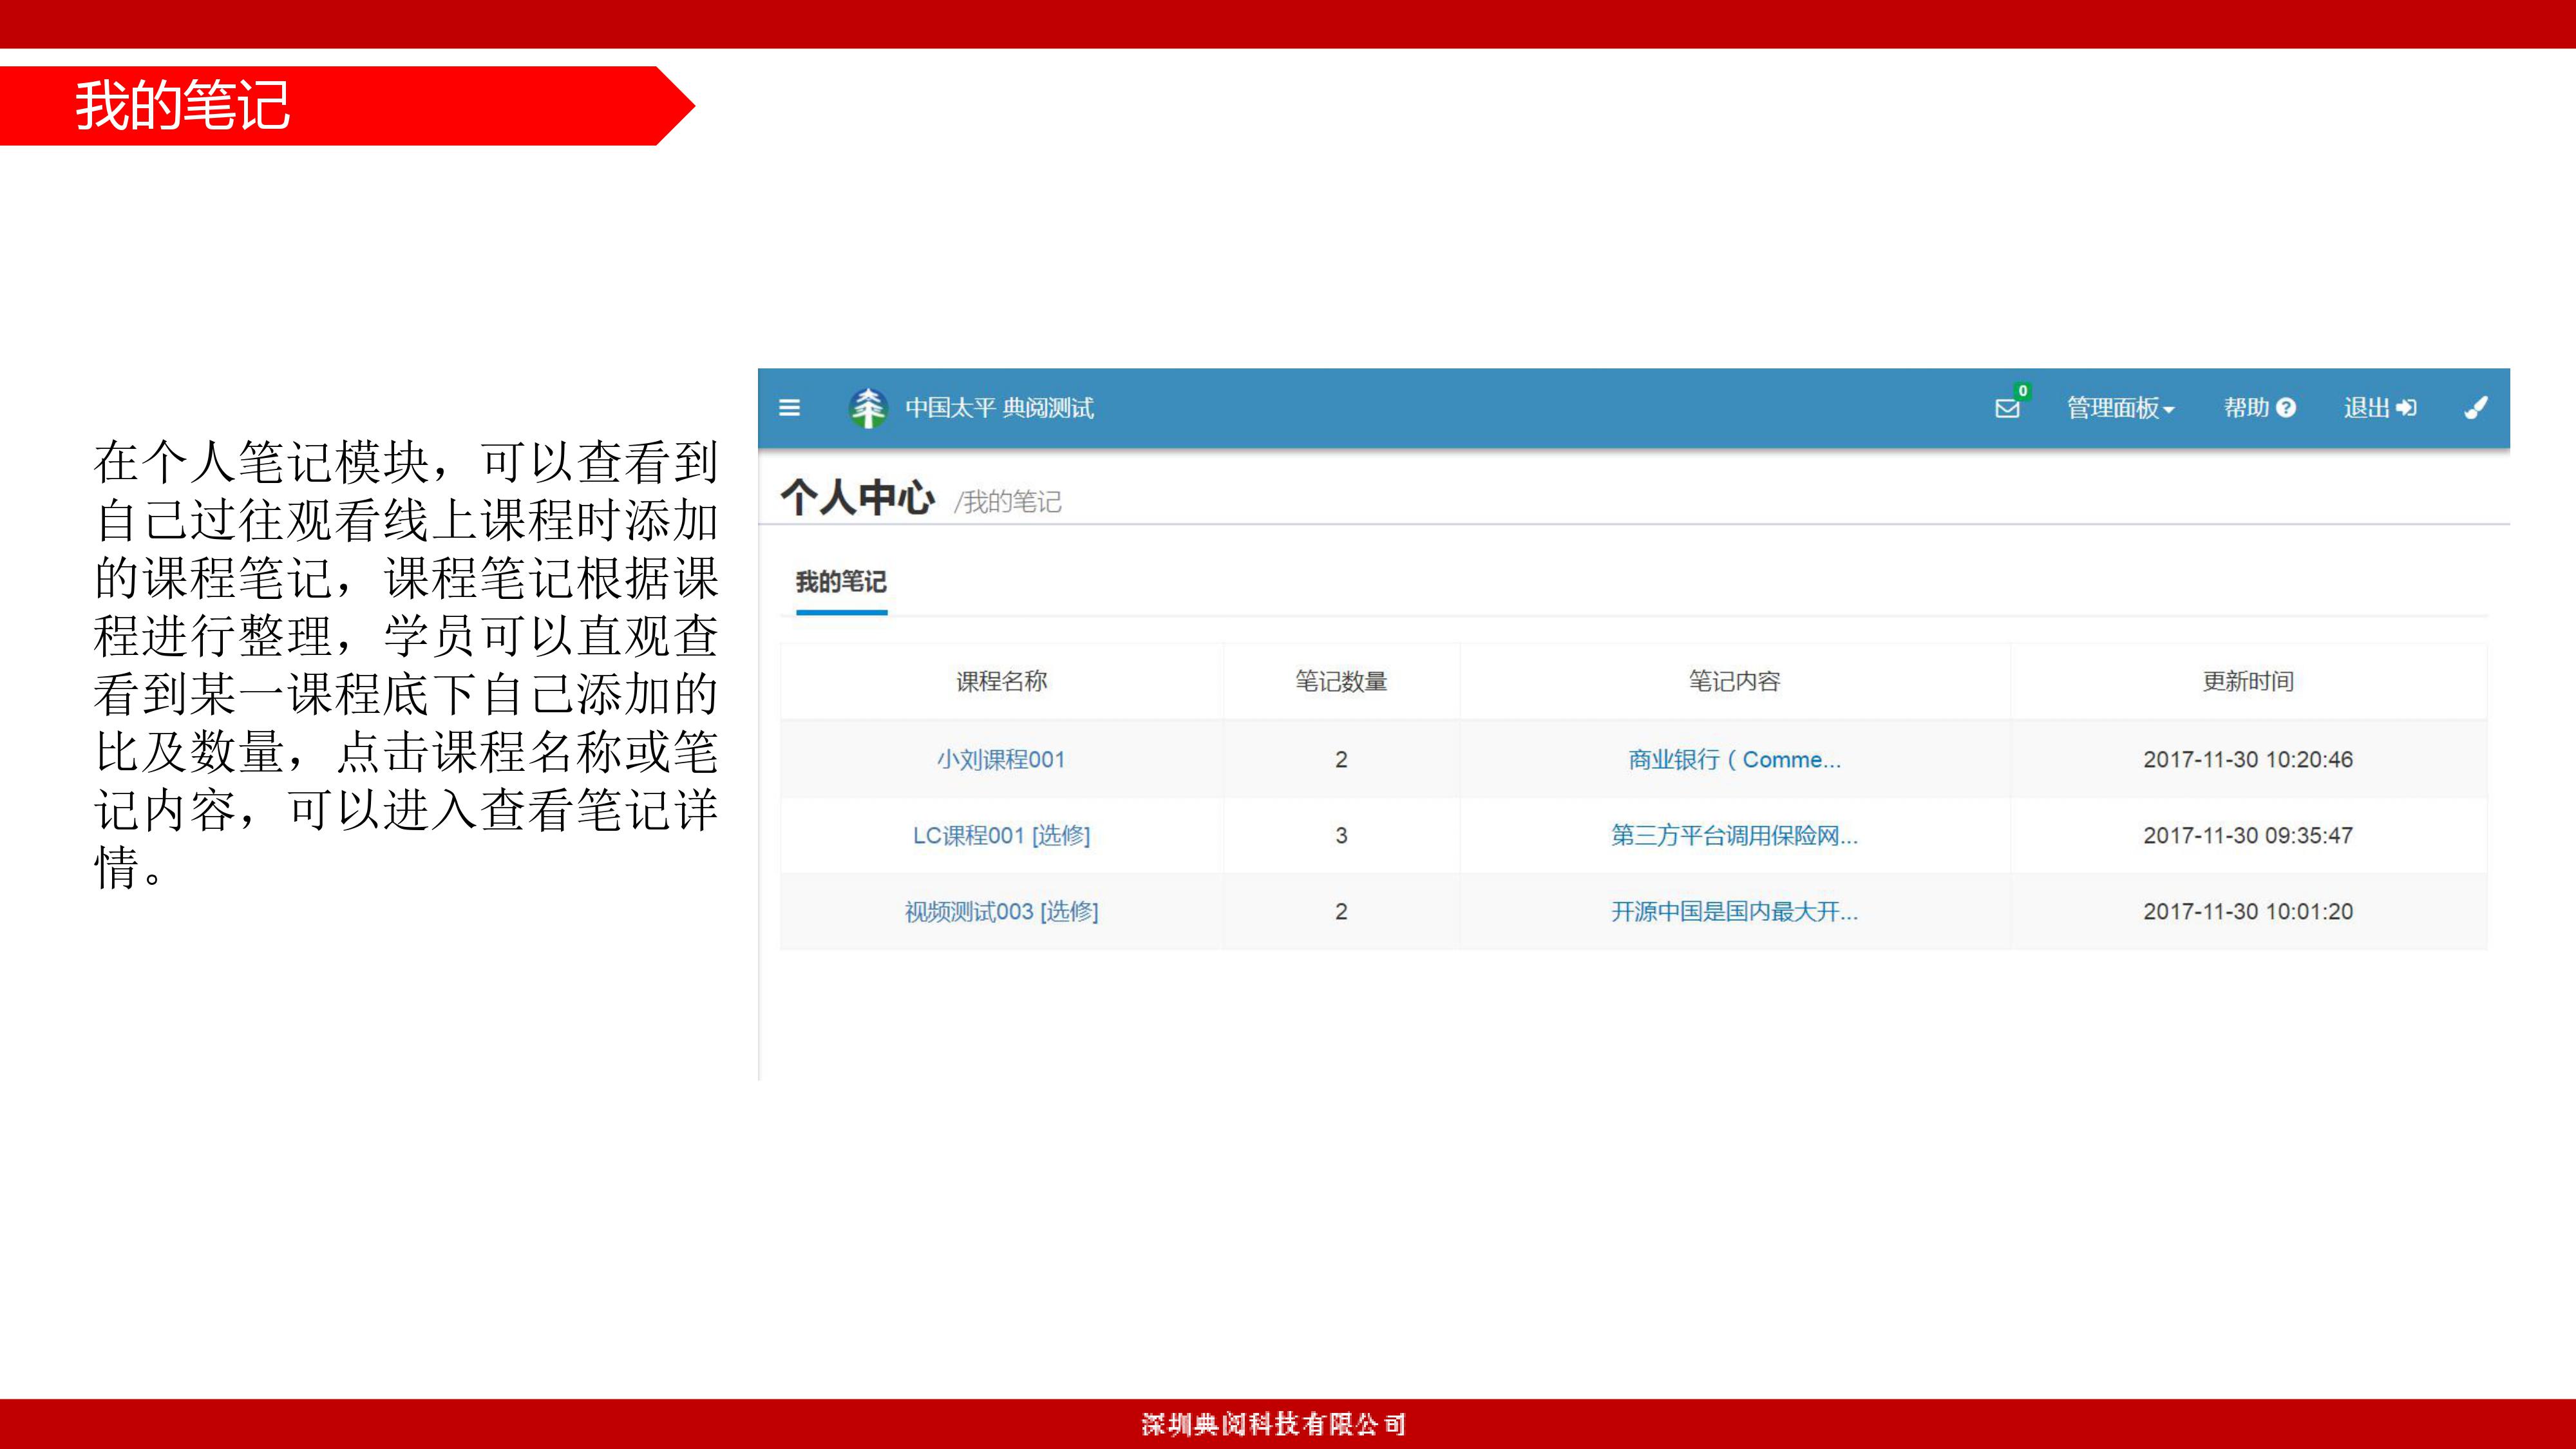 我的笔记
在个人笔记模块，可以查看到
自己过往观看线上课程时添加
的课程笔记，课程笔记根据课
程进行整理，学员可以直观查
看到某一课程底下自己添加的
比及数量，点击课程名称或笔
记内容，可以进入查看笔记详
情。
中国太平 典阅测试 0 管理面板 帮助 退出
个人中心 /我的笔记
我的笔记
课程名称 笔记数量 笔记内容 更新时间
小刘课程001 2 商业银行（Comme... 2017-11-30 10:20:46
LC课程001 [选修] 3 第三方平台调用保险网... 2017-11-30 09:35:47
视频测试003 [选修] 2 开源中国是国内最大开... 2017-11-30 10:01:20
深圳典阅科技有限公司